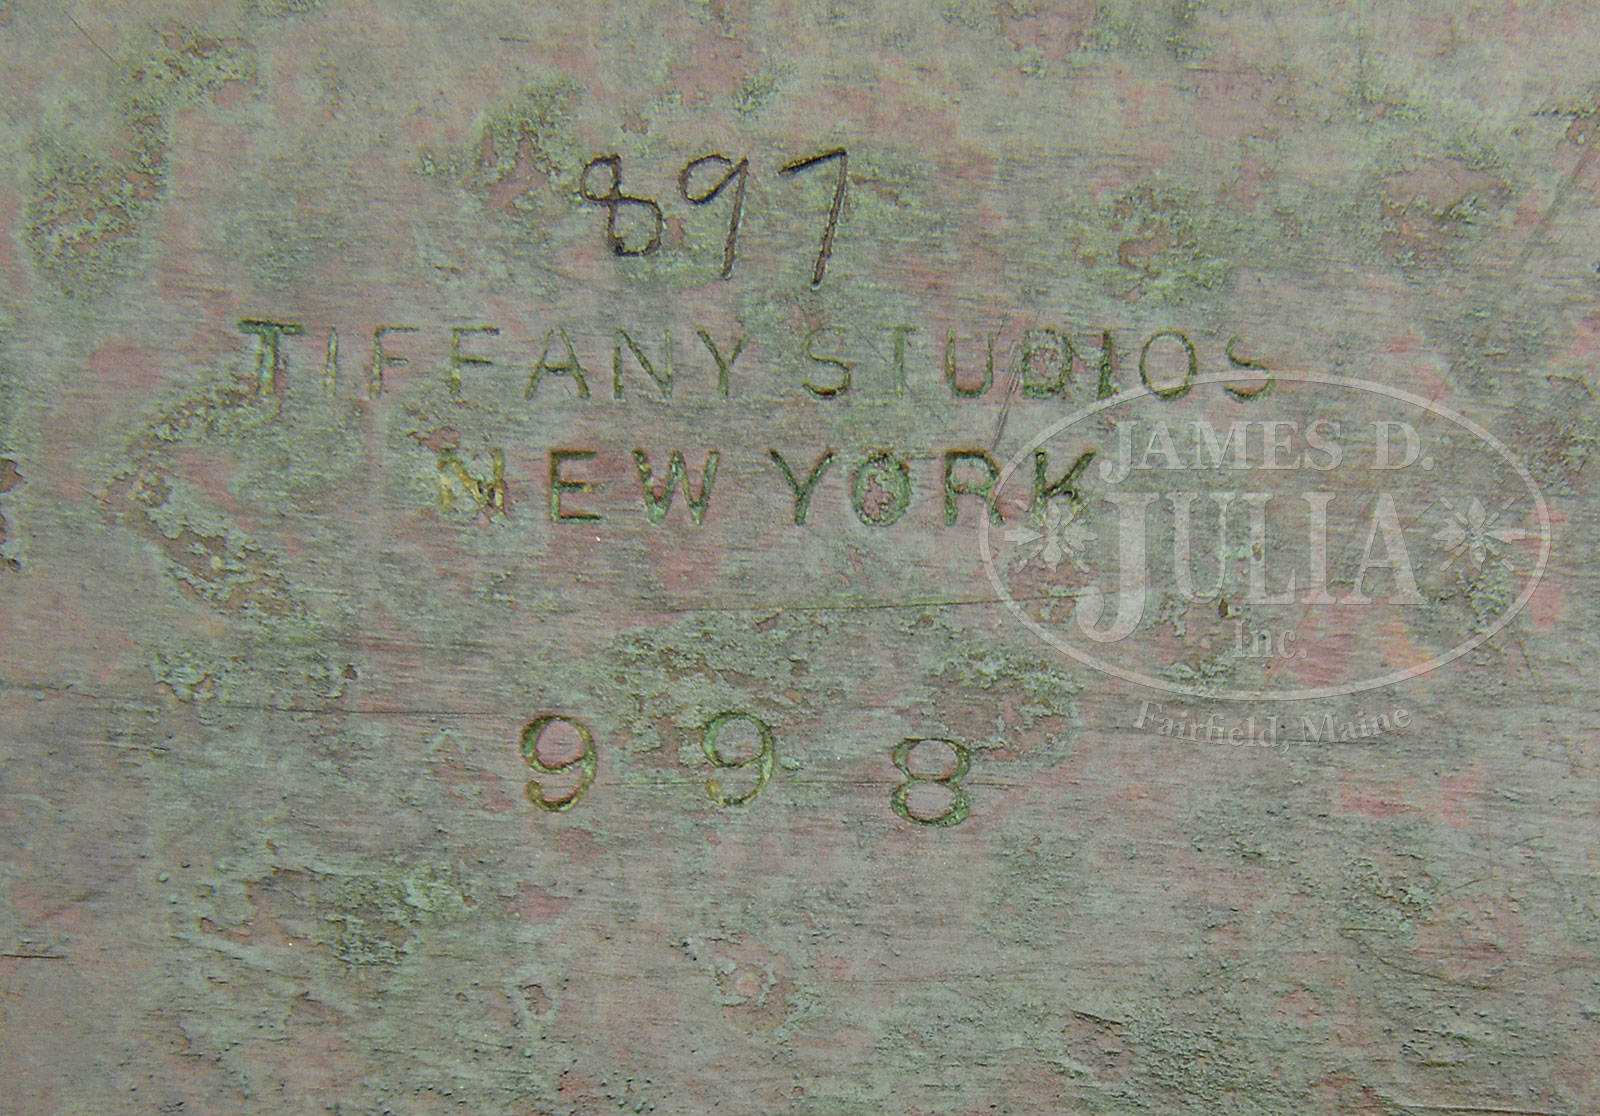 897
TIFFANY STUDIOS
NEW YORK
JAMES D.
JULIA
Inc.
Fairfield, Maine
998